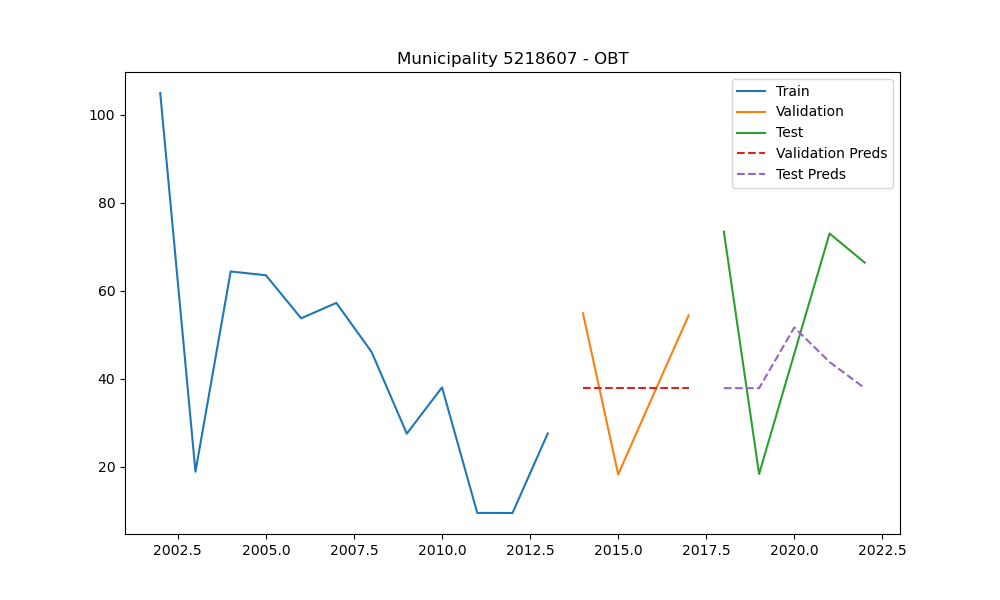 Municipality 5218607 - OBT
Train
Validation
Test
Validation Preds
Test Preds
100
80
60
40
20
2002.5 2005.0 2007.5 2010.0 2012.5 2015.0 2017.5 2020.0 2022.5